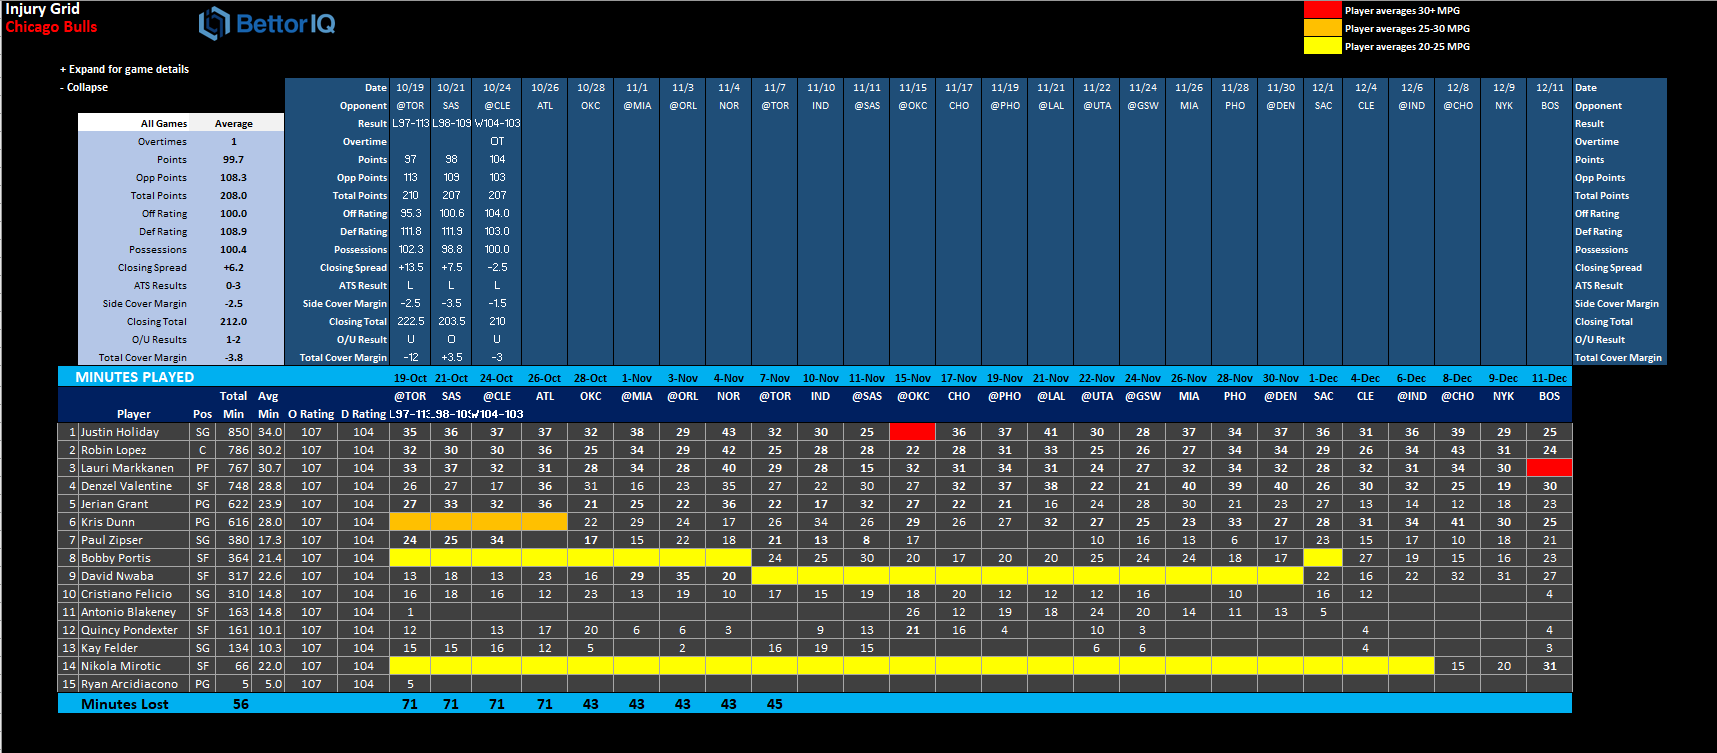 Injury Grid
Chicago Bulls
BettorIQ
Player averages 30+ MPG
Player averages 25-30 MPG
Player averages 20-25 MPG
+ Expand for game details
- Collapse
Date 10/19 10/21 10/24 10/26 10/28 11/1 11/3 11/4 11/7 11/10 11/11 11/15 11/17 11/19 11/21 11/22 11/24 11/26 11/28 11/30 12/1 12/4 12/6 12/8 12/9 12/11 Date
Opponent @TOR SAS @CLE ATL OKC @MIA @ORL NOR @TOR IND @SAS @OKC CHO @PHO @LAL @UTA @GSW MIA PHO @DEN SAC CLE @IND @CHO NYK BOS Opponent
All Games Average Result L97-113 L98-109 W104-103 Result
Overtimes 1 Overtime OT Overtime
Points 99.7 Points 97 98 104 Points
Opp Points 108.3 Opp Points 113 109 103 Opp Points
Total Points 208.0 Total Points 210 207 207 Total Points
Off Rating 100.0 Off Rating 95.3 100.6 104.0 Off Rating
Def Rating 108.9 Def Rating 111.8 111.9 103.0 Def Rating
Possessions 100.4 Possessions 102.3 98.8 100.0 Possessions
Closing Spread +6.2 Closing Spread +13.5 +7.5 -2.5 Closing Spread
ATS Results 0-3 ATS Result L L L ATS Result
Side Cover Margin -2.5 Side Cover Margin -2.5 -3.5 -1.5 Side Cover Margin
Closing Total 212.0 Closing Total 222.5 203.5 210 Closing Total
O/U Results 1-2 O/U Result U O U O/U Result
Total Cover Margin -3.8 Total Cover Margin -12 +3.5 -3 Total Cover Margin
MINUTES PLAYED 19-Oct 21-Oct 24-Oct 26-Oct 28-Oct 1-Nov 3-Nov 4-Nov 7-Nov 10-Nov 11-Nov 15-Nov 17-Nov 19-Nov 21-Nov 22-Nov 24-Nov 26-Nov 28-Nov 30-Nov 1-Dec 4-Dec 6-Dec 8-Dec 9-Dec 11-Dec
Total Avg @TOR SAS @CLE ATL OKC @MIA @ORL NOR @TOR IND @SAS @OKC CHO @PHO @LAL @UTA @GSW MIA PHO @DEN SAC CLE @IND @CHO NYK BOS
Player Pos Min Min O Rating D Rating L97-113 L98-109 W104-103
1 Justin Holiday SG 850 34.0 107 104 35 36 37 37 32 38 29 43 32 30 25 36 37 41 30 28 37 34 37 36 31 36 39 29 25
2 Robin Lopez C 786 30.2 107 104 32 30 30 36 25 34 29 42 25 28 28 22 28 31 33 25 26 27 34 34 29 26 34 43 31 24
3 Lauri Markkanen PF 767 30.7 107 104 33 37 32 31 28 34 28 40 29 28 15 32 31 34 31 24 27 32 34 32 28 32 31 34 30
4 Denzel Valentine SF 748 28.8 107 104 26 27 17 36 31 16 23 35 27 22 30 27 32 37 38 22 21 40 39 40 26 30 32 25 19 30
5 Jerian Grant PG 622 23.9 107 104 27 33 32 36 21 25 22 36 22 17 32 27 22 21 16 24 28 30 21 23 27 13 14 12 18 23
6 Kris Dunn PG 616 28.0 107 104 22 29 24 17 26 34 26 29 26 27 32 27 25 23 33 27 28 31 34 41 30 25
7 Paul Zipser SG 380 17.3 107 104 24 25 34 17 15 22 18 21 13 8 17 10 16 13 6 17 23 15 17 10 18 21
8 Bobby Portis SF 364 21.4 107 104 24 25 30 20 17 20 20 25 24 24 18 17 27 19 15 16 23
9 David Nwaba SF 317 22.6 107 104 13 18 13 23 16 29 35 20 22 16 22 32 31 27
10 Cristiano Felicio SG 310 14.8 107 104 16 18 16 12 23 13 19 10 17 15 19 18 20 12 12 12 16 10 16 12 4
11 Antonio Blakeney SF 163 14.8 107 104 1 26 12 19 18 24 20 14 11 13 5
12 Quincy Pondexter SF 161 10.1 107 104 12 13 17 20 6 6 3 9 13 21 16 4 10 3 4 4
13 Kay Felder SG 134 10.3 107 104 15 15 16 12 5 2 16 19 15 6 6 4 3
14 Nikola Mirotic SF 66 22.0 107 104 15 20 31
15 Ryan Arcidiacono PG 5 5.0 107 104 5
Minutes Lost 56 71 71 71 71 43 43 43 43 45